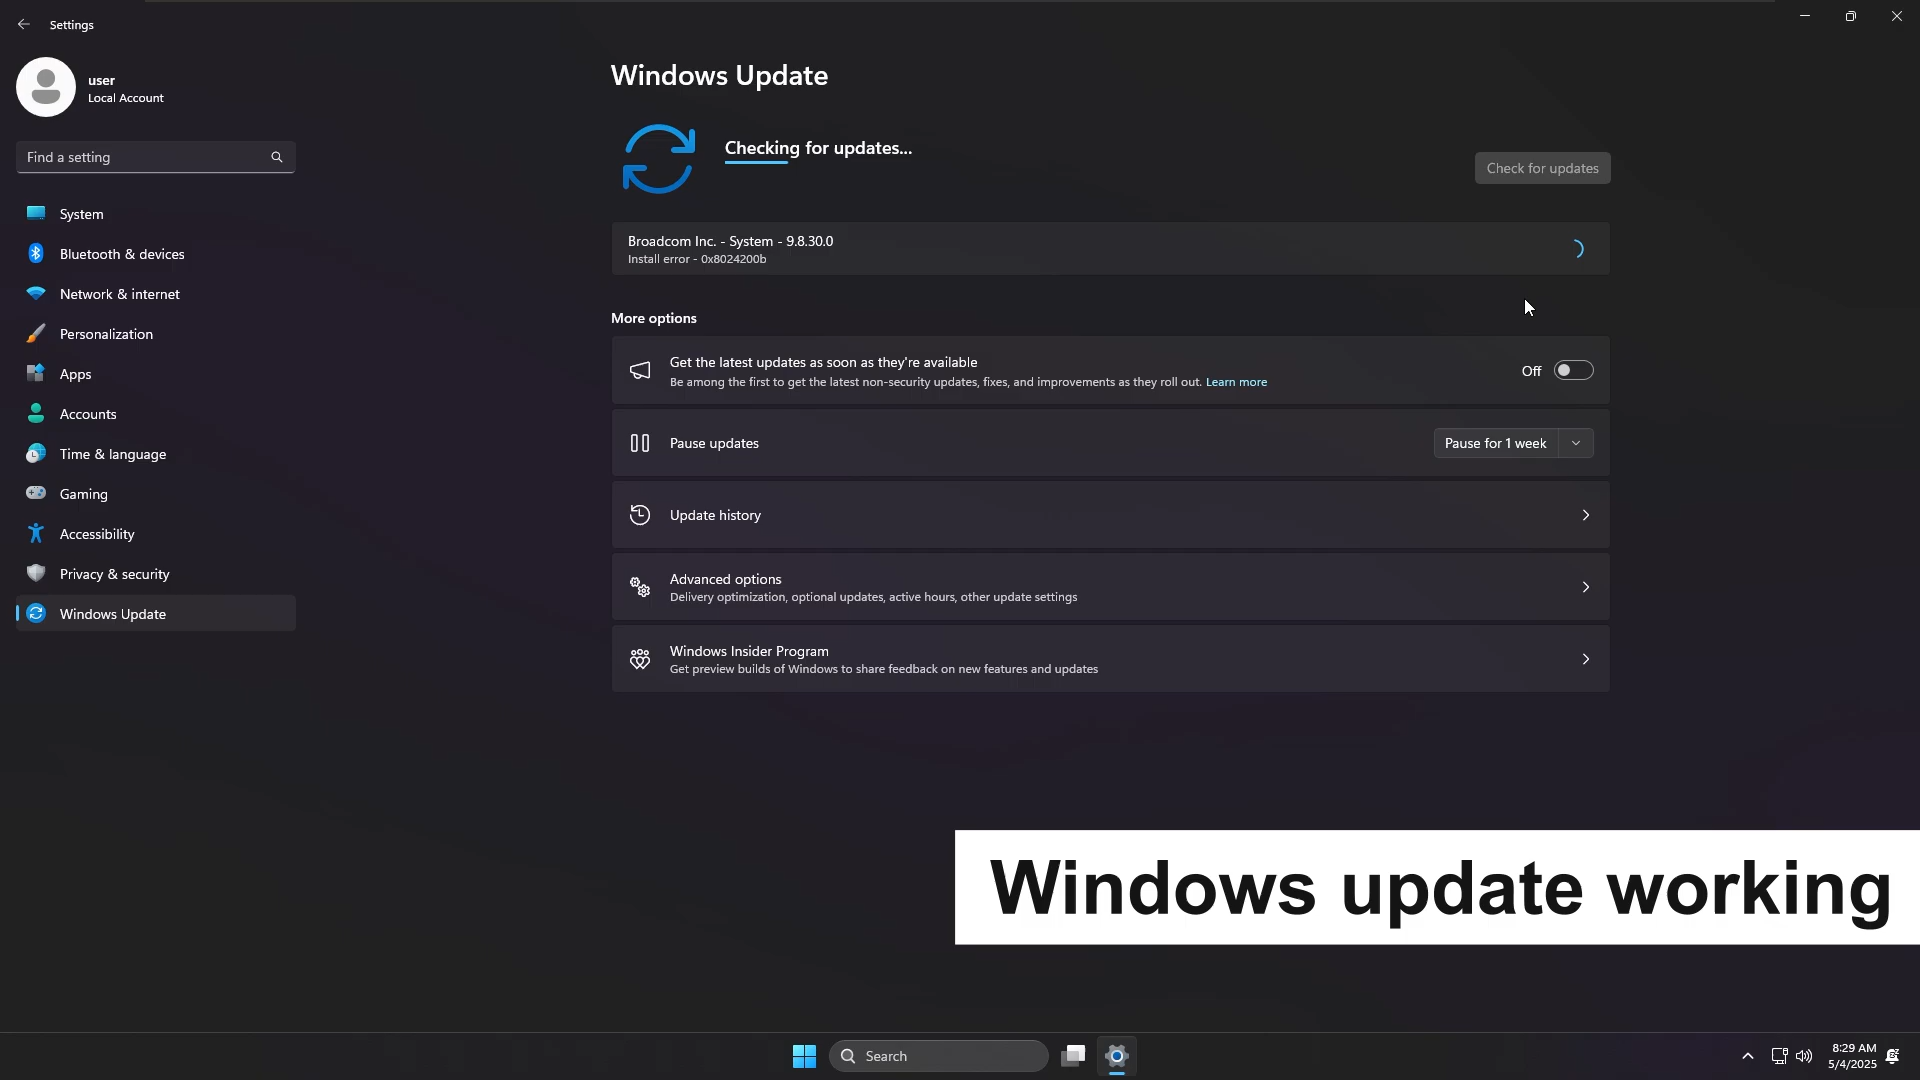 Settings
user
Local Account
Find a setting
System
Bluetooth & devices
Network & internet
Personalization
Apps
Accounts
Time & language
Gaming
Accessibility
Privacy & security
Windows Update
Windows Update
Checking for updates...
Check for updates
Broadcom Inc. - System - 9.8.30.0
Install error - 0x8024200b
More options
Get the latest updates as soon as they're available
Be among the first to get the latest non-security updates, fixes, and improvements as they roll out. Learn more
Off
Pause updates
Pause for 1 week
Update history
Advanced options
Delivery optimization, optional updates, active hours, other update settings
Windows Insider Program
Get preview builds of Windows to share feedback on new features and updates
Windows update working
Search
8:29 AM
5/4/2025